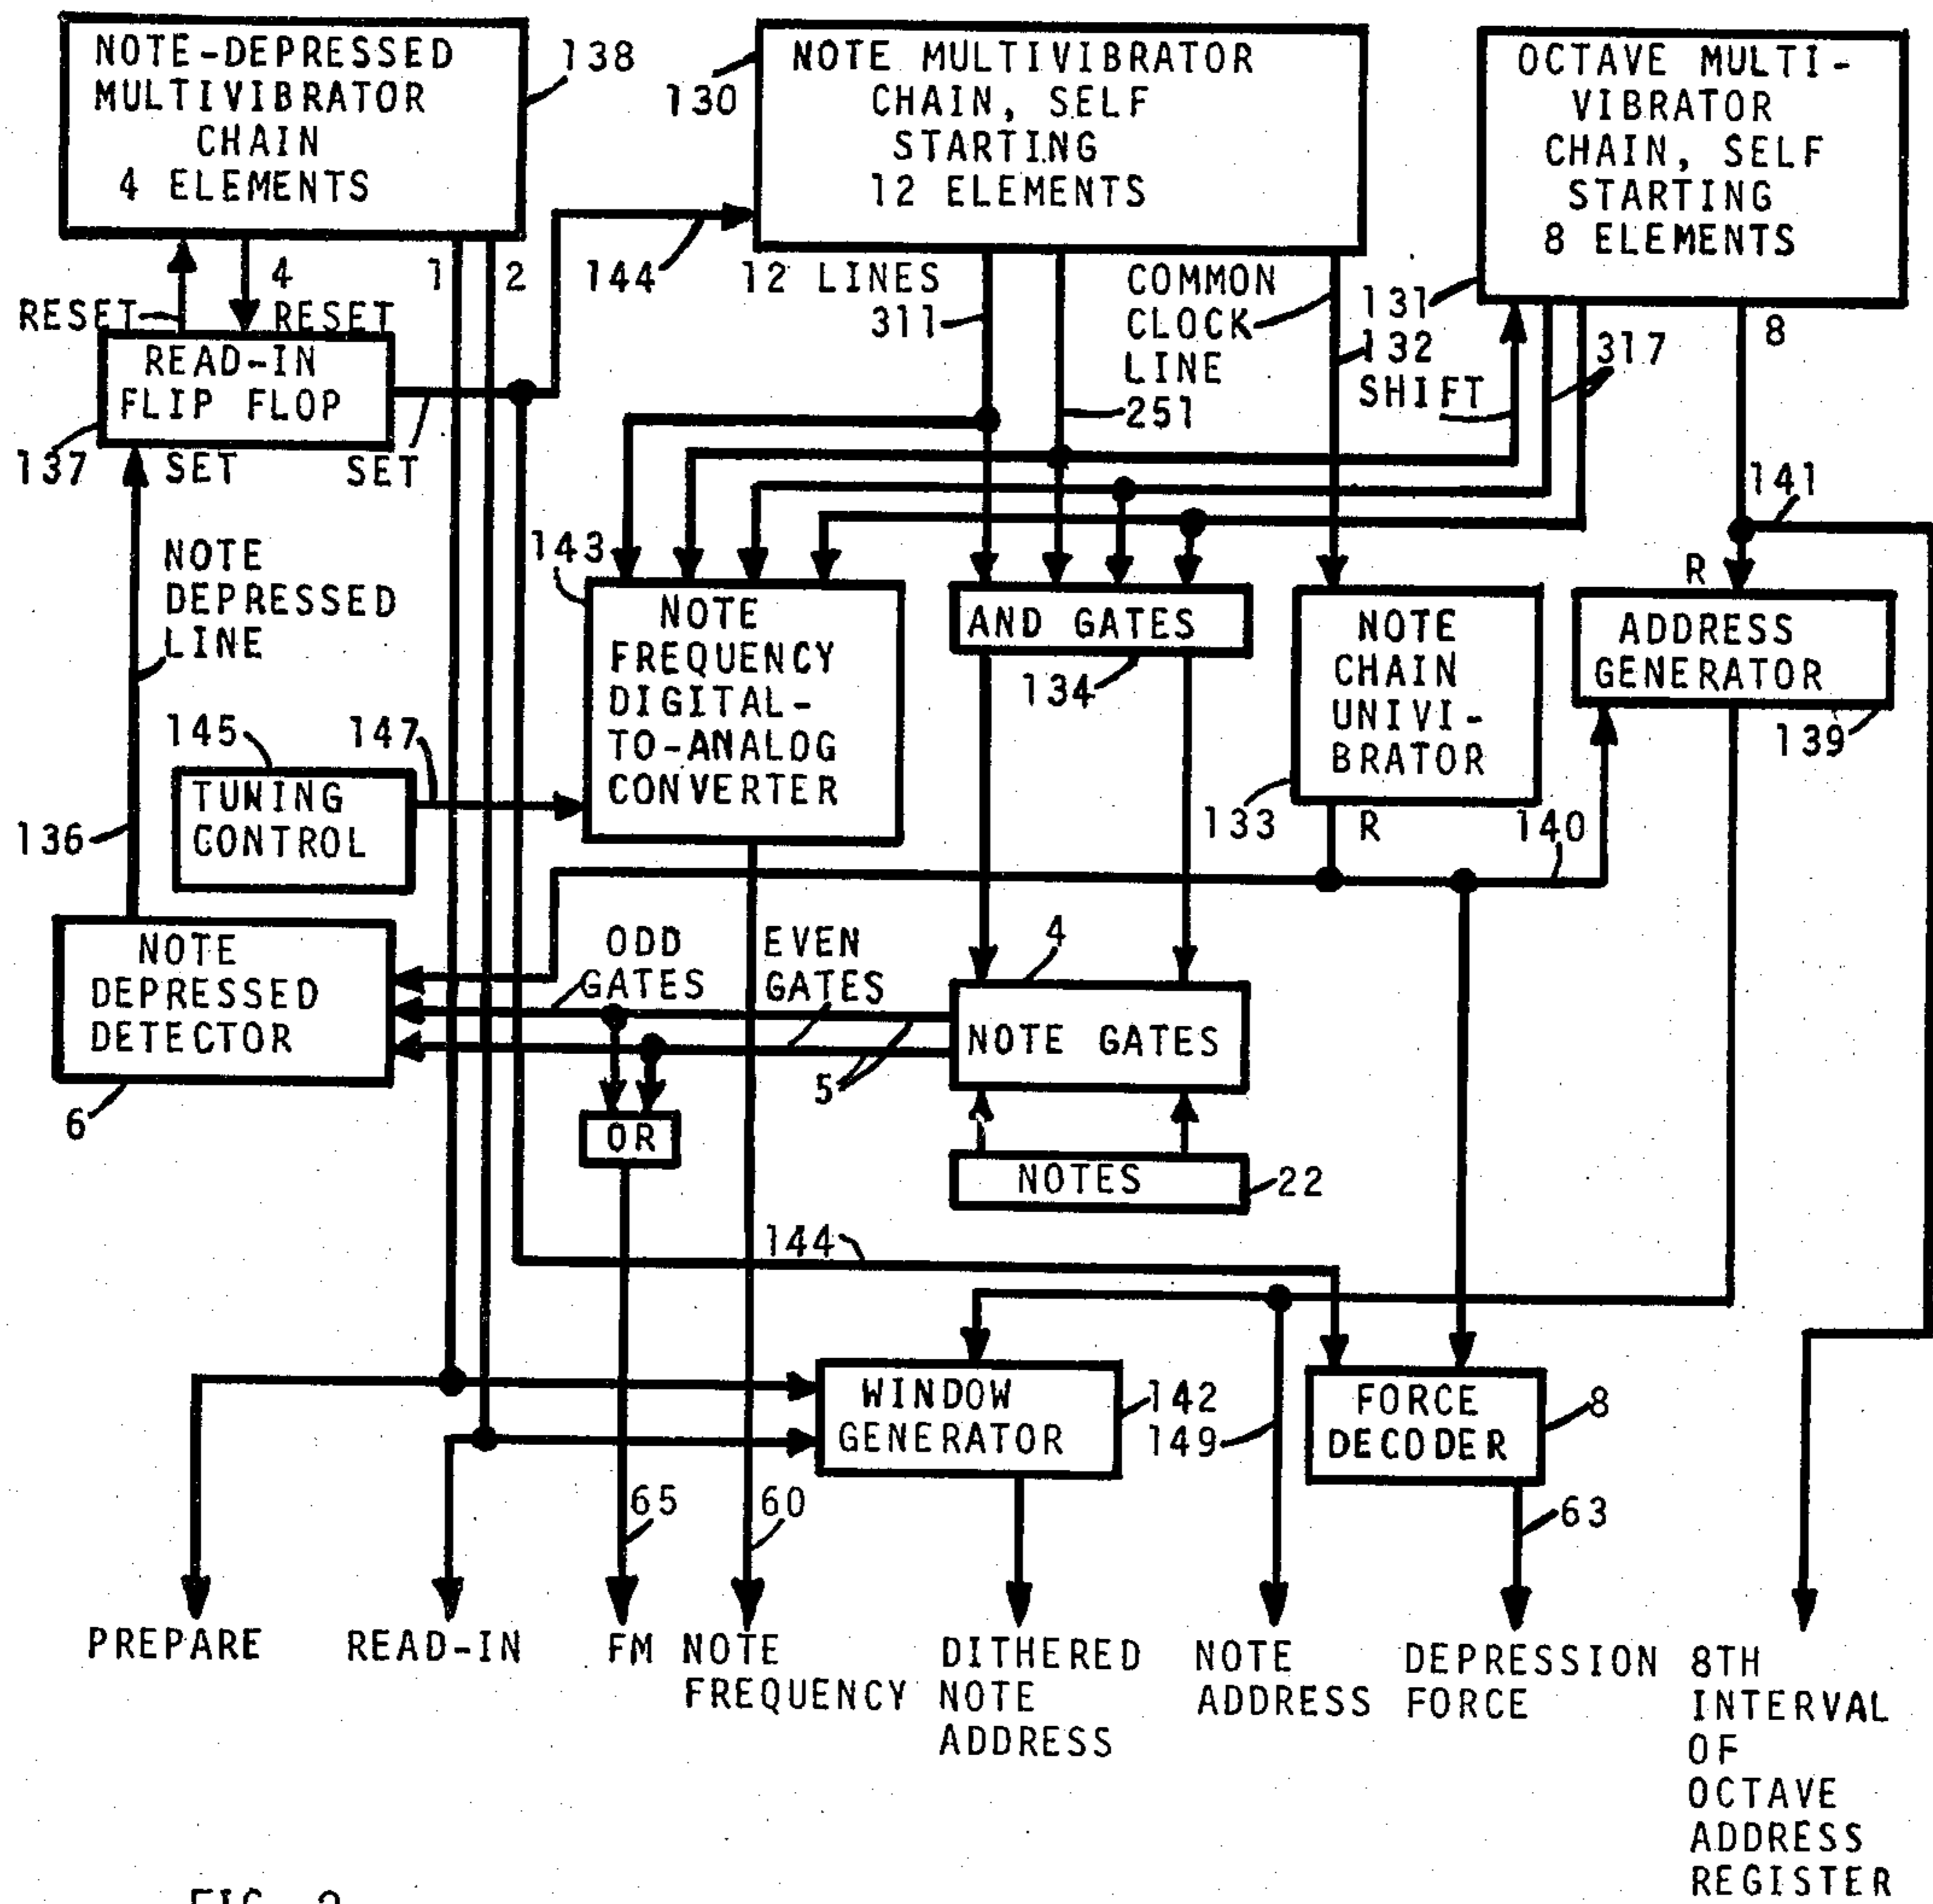 NOTE-DEPRESSED
MULTIVIBRATOR
CHAIN
4 ELEMENTS
138
NOTE MULTIVIBRATOR
CHAIN, SELF
STARTING
12 ELEMENTS
130
OCTAVE MULTI-
VIBRATOR
CHAIN, SELF
STARTING
8 ELEMENTS
131
RESET
4
RESET
1
2
144
12 LINES
311
COMMON
CLOCK
LINE
251
132
SHIFT
317
8
READ-IN
FLIP FLOP
137
SET
SET
141
NOTE
DEPRESSED
LINE
143
NOTE
FREQUENCY
DIGITAL-
TO-ANALOG
CONVERTER
AND GATES
134
NOTE
CHAIN
UNIVI-
BRATOR
133
R
R
ADDRESS
GENERATOR
139
140
145
147
TUNING
CONTROL
136
NOTE
DEPRESSED
DETECTOR
6
ODD
GATES
EVEN
GATES
4
NOTE GATES
5
OR
NOTES
22
144
WINDOW
GENERATOR
142
149
FORCE
DECODER
8
65
60
63
PREPARE
READ-IN
FM
NOTE
FREQUENCY
DITHERED
NOTE
ADDRESS
NOTE
ADDRESS
DEPRESSION
FORCE
8TH
INTERVAL
OF
OCTAVE
ADDRESS
REGISTER